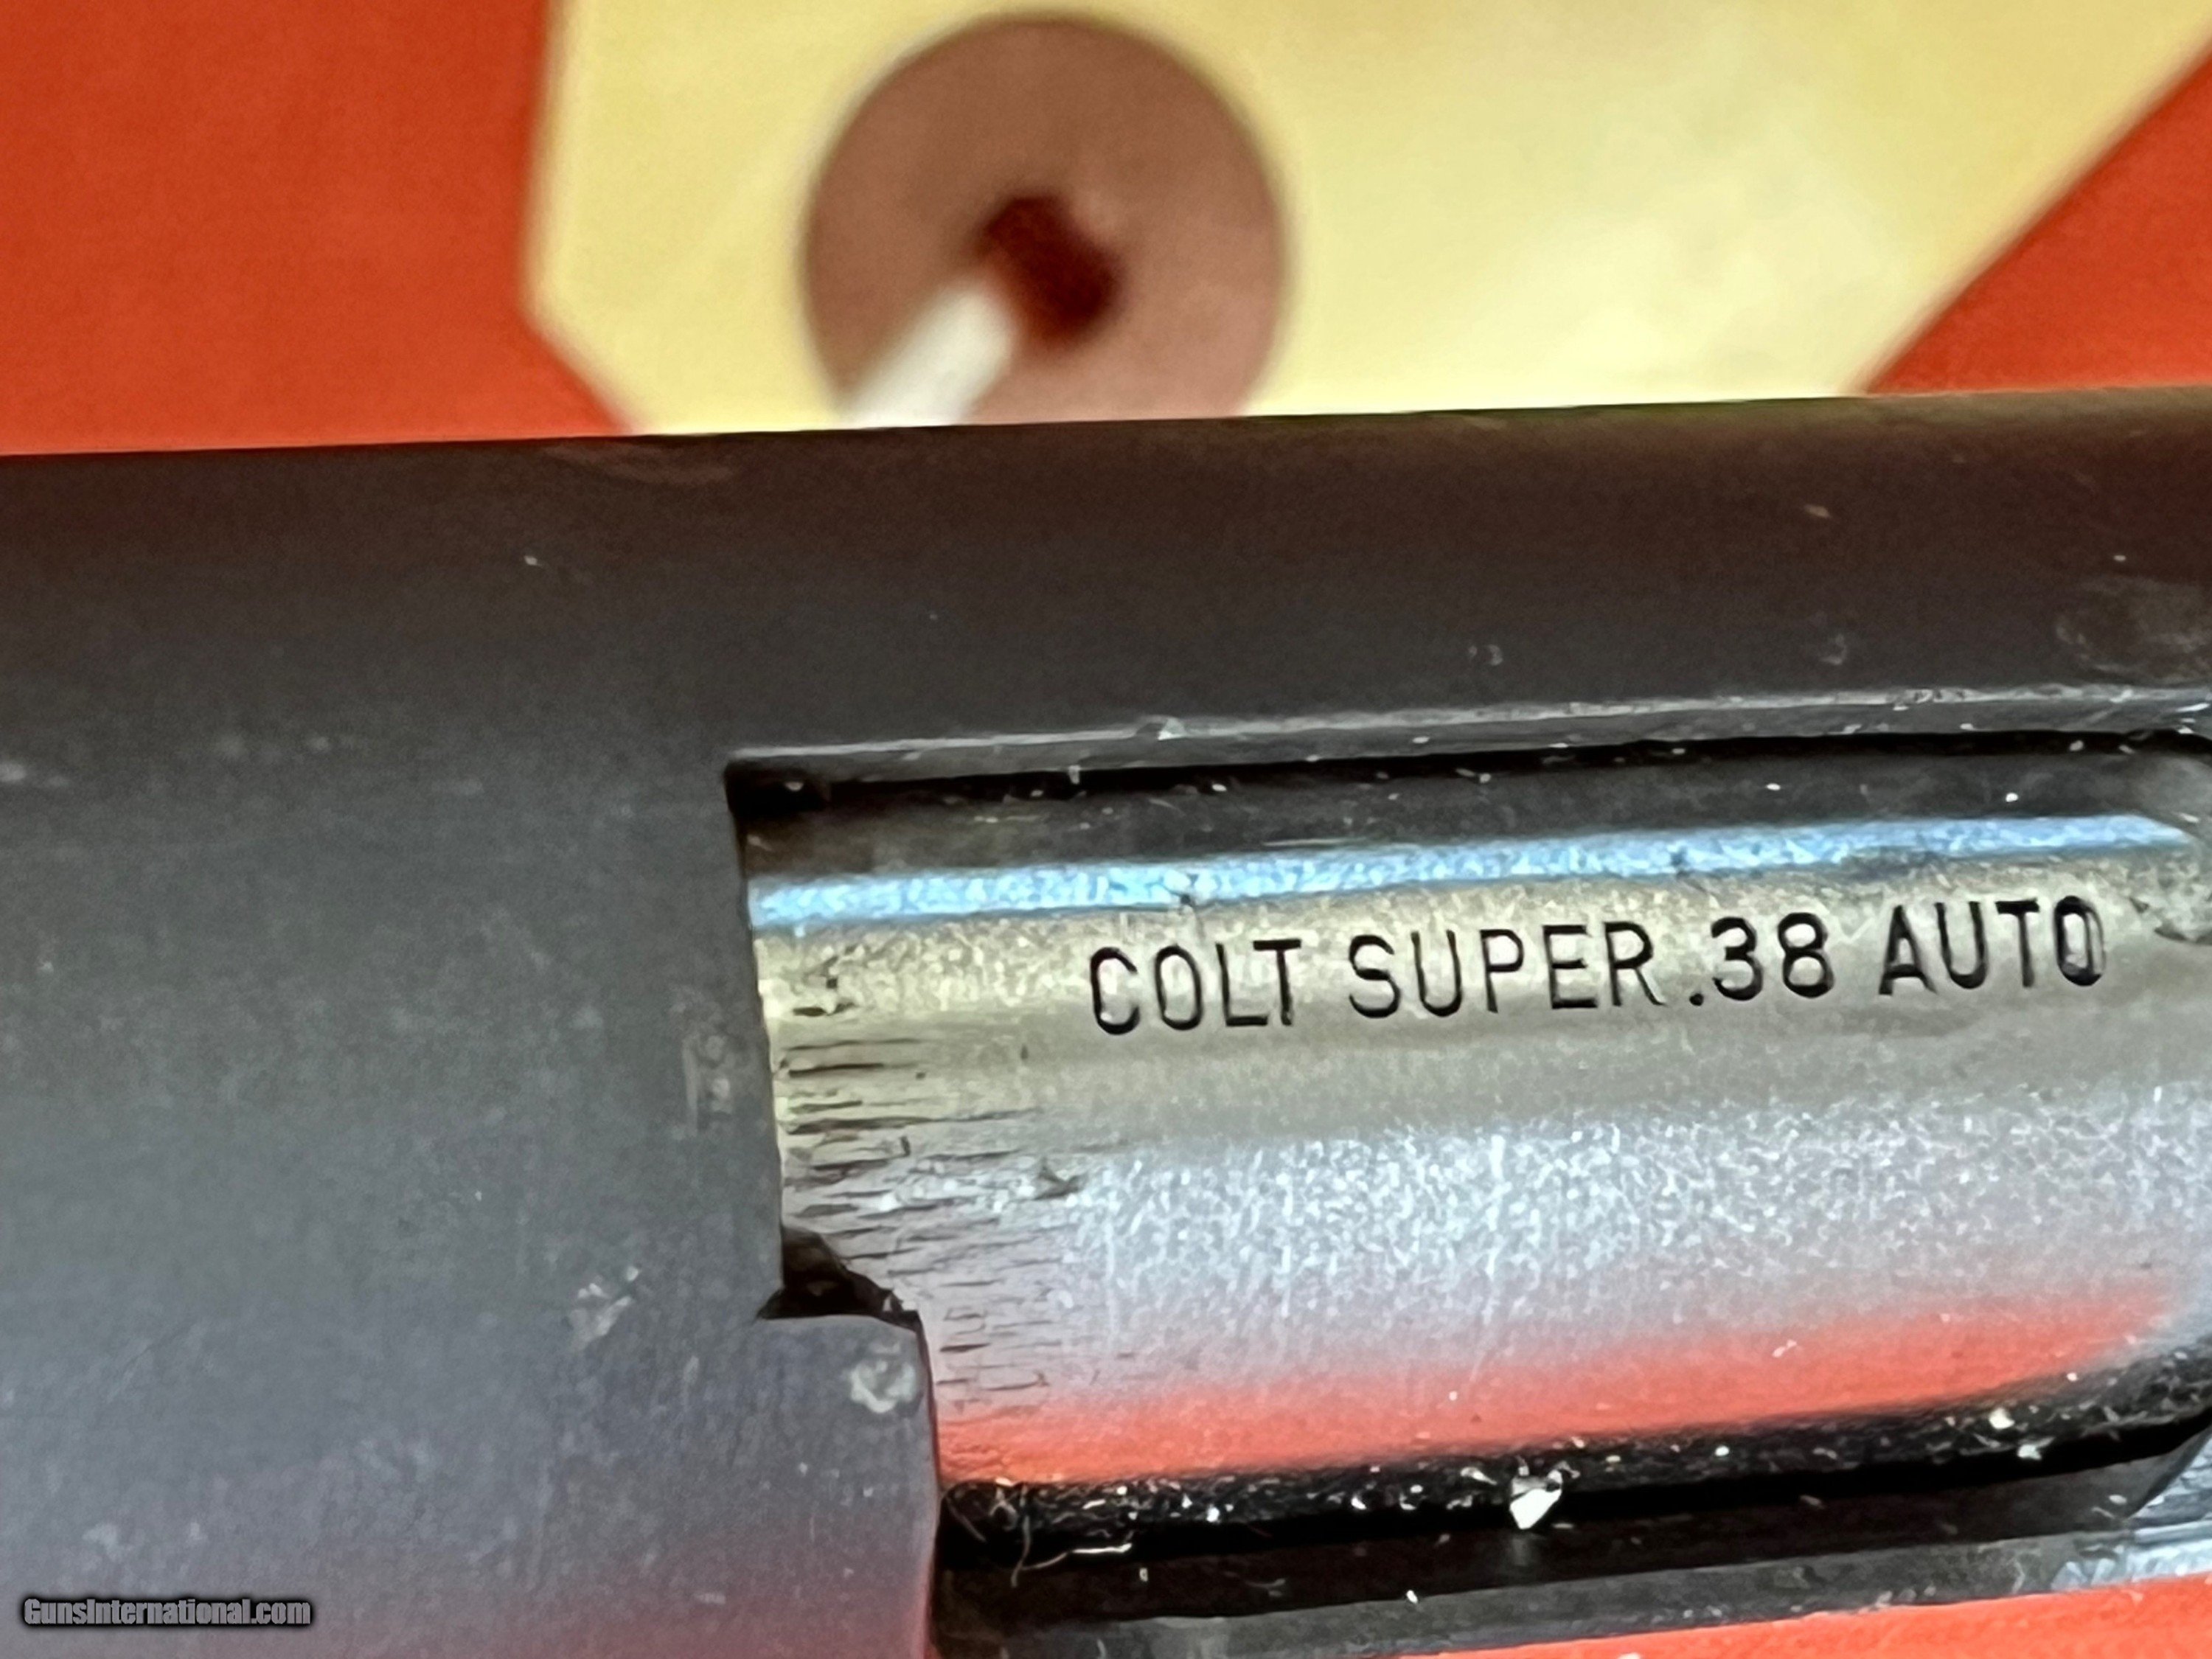 COLT SUPER .38 AUTO
GunsInternational.com